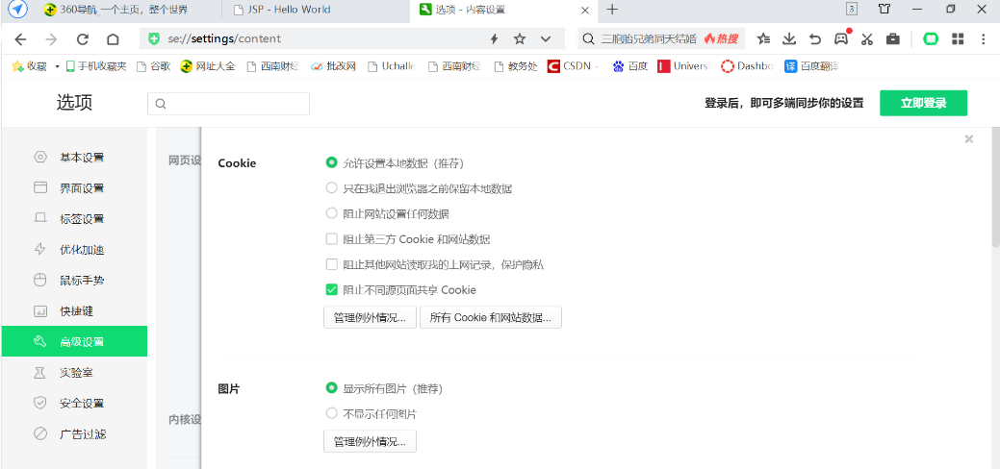 360导航_一个主页，整个世界
JSP - Hello World
选项 - 内容设置
3
se://settings/content
三胞胎兄弟同天结婚
热搜
收藏
手机收藏夹
谷歌
网址大全
西南财经
批改网
Uchalle
西南财经
教务处
CSDN -
百度
Univers
Dashbo
百度翻译
选项
登录后，即可多端同步你的设置
立即登录
基本设置
界面设置
标签设置
优化加速
鼠标手势
快捷键
高级设置
实验室
安全设置
广告过滤
网页设
内核设
Cookie
允许设置本地数据（推荐）
只在我退出浏览器之前保留本地数据
阻止网站设置任何数据
阻止第三方 Cookie 和网站数据
阻止其他网站读取我的上网记录，保护隐私
阻止不同源页面共享 Cookie
管理例外情况...
所有 Cookie 和网站数据...
图片
显示所有图片（推荐）
不显示任何图片
管理例外情况...